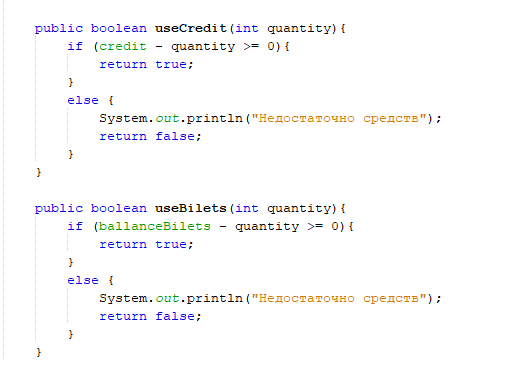 public boolean useCredit(int quantity){
    if (credit - quantity >= 0){
        return true;
    }
    else {
        System.out.println("Недостаточно средств");
        return false;
    }
}

public boolean useBilets(int quantity){
    if (ballanceBilets - quantity >= 0){
        return true;
    }
    else {
        System.out.println("Недостаточно средств");
        return false;
    }
}